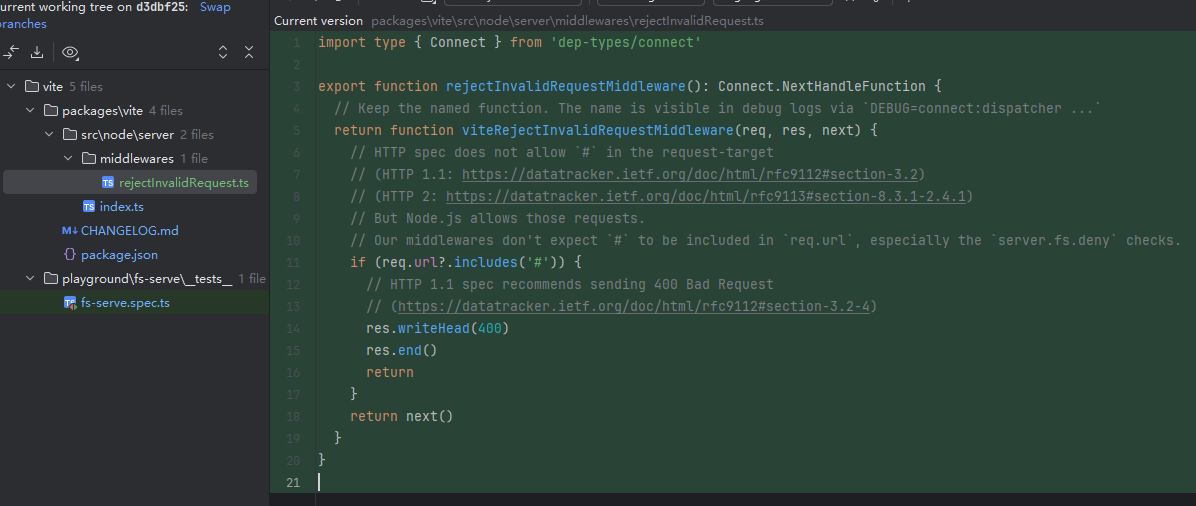 current working tree on d3dbf25: Swap
branches
Current version packages\vite\src\node\server\middlewares\rejectInvalidRequest.ts
vite 5 files
packages\vite 4 files
src\node\server 2 files
middlewares 1 file
rejectInvalidRequest.ts
index.ts
CHANGELOG.md
package.json
playground\fs-serve\__tests__ 1 file
fs-serve.spec.ts
1 import type { Connect } from 'dep-types/connect'
2
3 export function rejectInvalidRequestMiddleware(): Connect.NextHandleFunction {
4 // Keep the named function. The name is visible in debug logs via `DEBUG=connect:dispatcher ...`
5 return function viteRejectInvalidRequestMiddleware(req, res, next) {
6 // HTTP spec does not allow `#` in the request-target
7 // (HTTP 1.1: https://datatracker.ietf.org/doc/html/rfc9112#section-3.2)
8 // (HTTP 2: https://datatracker.ietf.org/doc/html/rfc9113#section-8.3.1-2.4.1)
9 // But Node.js allows those requests.
10 // Our middlewares don't expect `#` to be included in `req.url`, especially the `server.fs.deny` checks.
11 if (req.url?.includes('#')) {
12 // HTTP 1.1 spec recommends sending 400 Bad Request
13 // (https://datatracker.ietf.org/doc/html/rfc9112#section-3.2-4)
14 res.writeHead(400)
15 res.end()
16 return
17 }
18 return next()
19 }
20 }
21